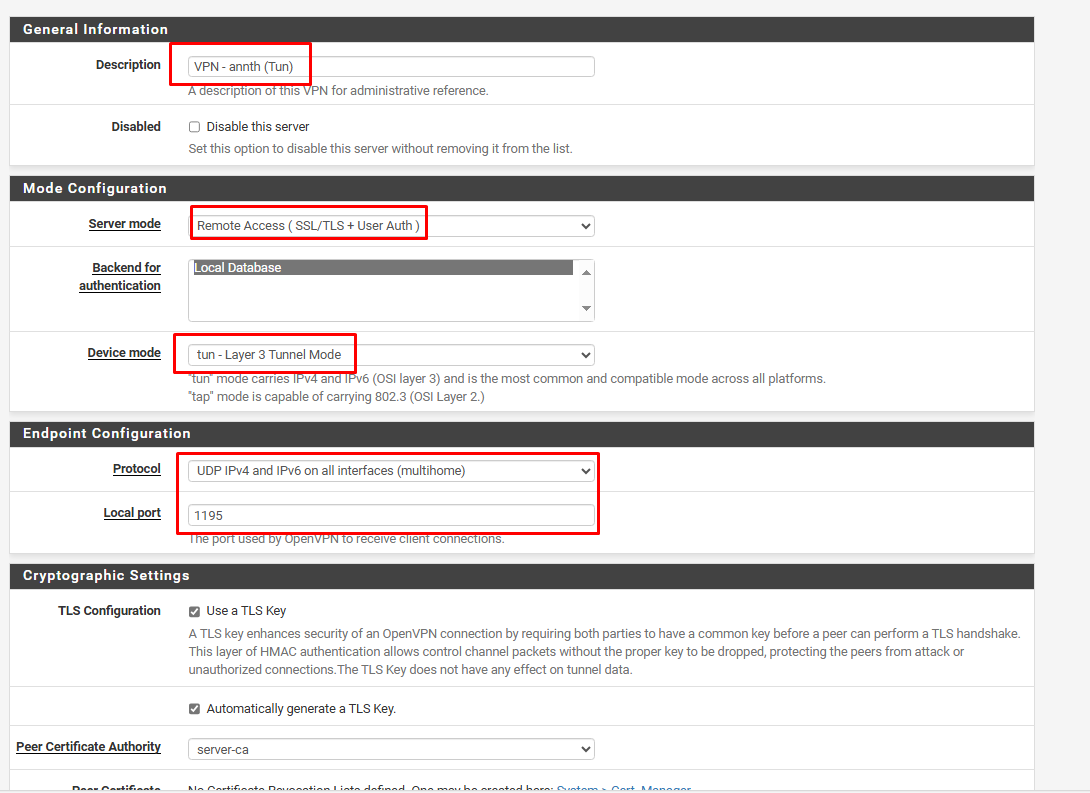 General Information
Description
VPN - annth (Tun)
A description of this VPN for administrative reference.
Disabled
Disable this server
Set this option to disable this server without removing it from the list.
Mode Configuration
Server mode
Remote Access ( SSL/TLS + User Auth )
Backend for
authentication
Local Database
Device mode
tun - Layer 3 Tunnel Mode
"tun" mode carries IPv4 and IPv6 (OSI layer 3) and is the most common and compatible mode across all platforms.
"tap" mode is capable of carrying 802.3 (OSI Layer 2.)
Endpoint Configuration
Protocol
UDP IPv4 and IPv6 on all interfaces (multihome)
Local port
1195
The port used by OpenVPN to receive client connections.
Cryptographic Settings
TLS Configuration
Use a TLS Key
A TLS key enhances security of an OpenVPN connection by requiring both parties to have a common key before a peer can perform a TLS handshake.
This layer of HMAC authentication allows control channel packets without the proper key to be dropped, protecting the peers from attack or
unauthorized connections.The TLS Key does not have any effect on tunnel data.
Automatically generate a TLS Key.
Peer Certificate Authority
server-ca
Peer Certificate
No Certificate Revocation Lists defined. One may be created here: System > Cert. Manager